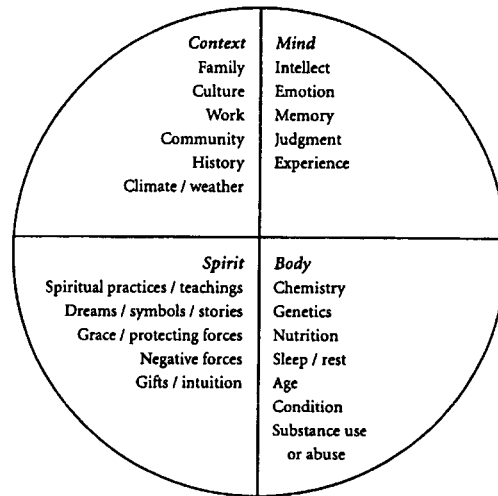 Context
Family
Culture
Work
Community
History
Climate / weather
Mind
Intellect
Emotion
Memory
Judgment
Experience
Spirit
Spiritual practices / teachings
Dreams / symbols / stories
Grace / protecting forces
Negative forces
Gifts / intuition
Body
Chemistry
Genetics
Nutrition
Sleep / rest
Age
Condition
Substance use
or abuse